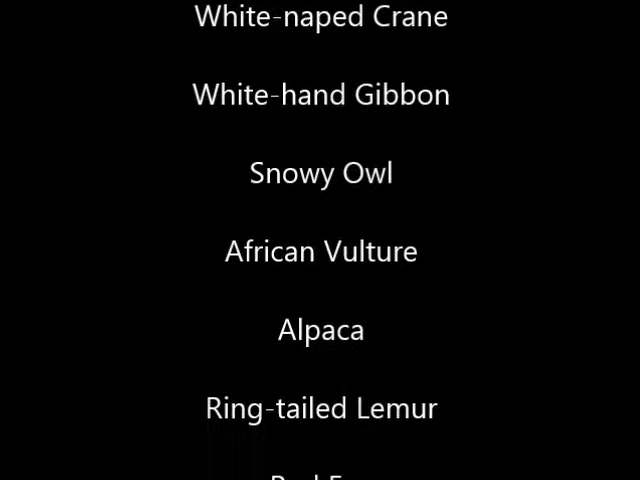 White-naped Crane
White-hand Gibbon
Snowy Owl
African Vulture
Alpaca
Ring-tailed Lemur